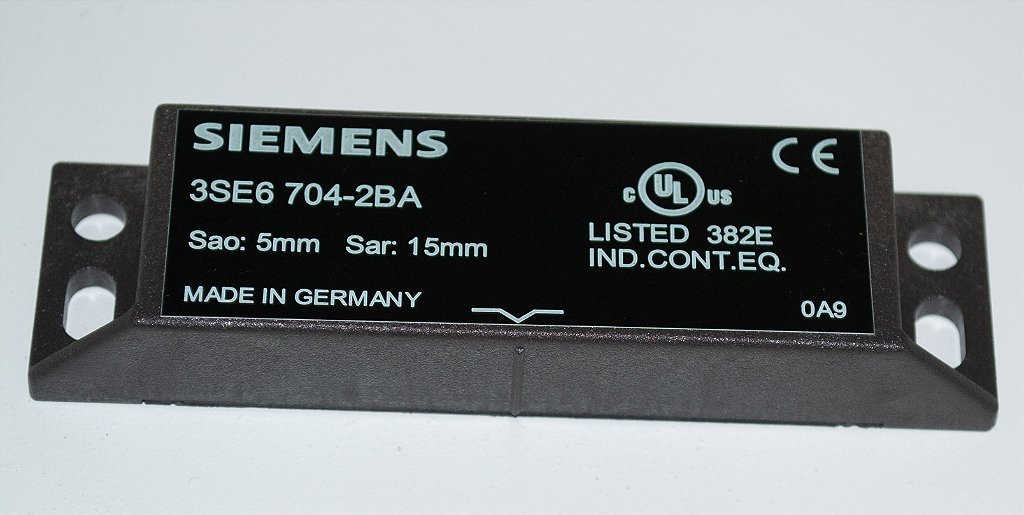 SIEMENS
CE
3SE6 704-2BA
c UL us
Sao: 5mm Sar: 15mm
LISTED 382E
IND.CONT.EQ.
MADE IN GERMANY
0A9